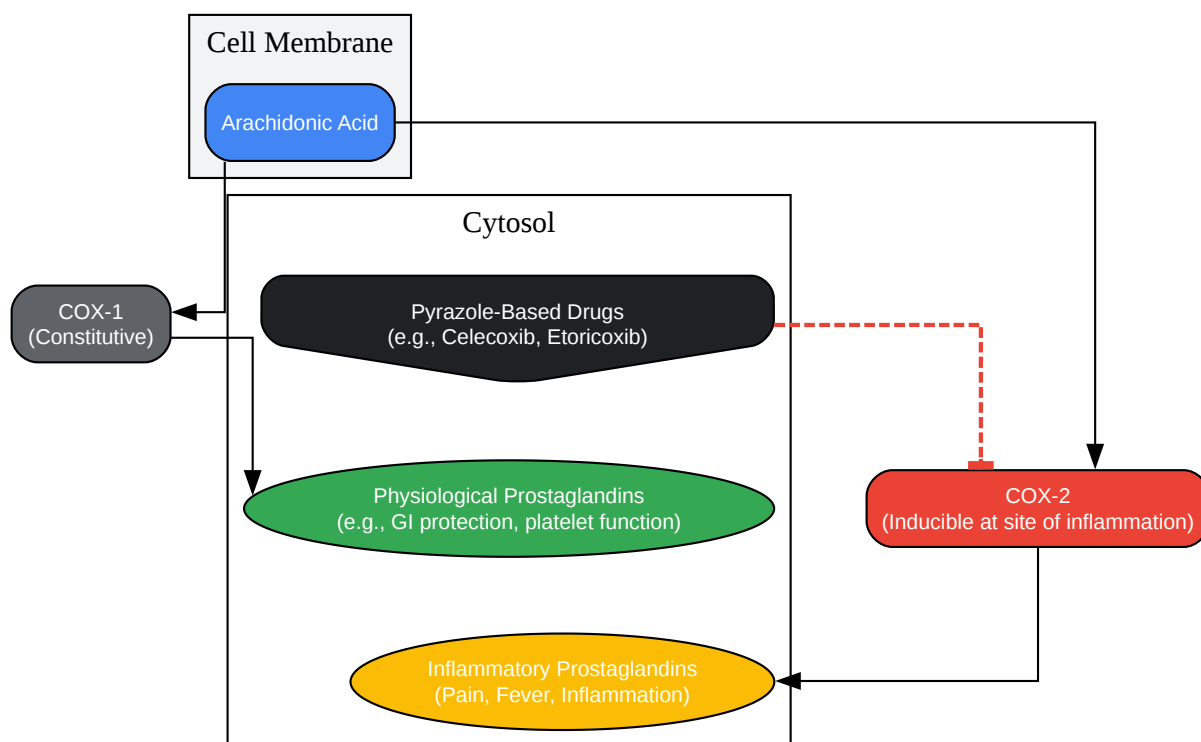 Cell Membrane
Arachidonic Acid
Cytosol
COX-1
(Constitutive)
Pyrazole-Based Drugs
(e.g., Celecoxib, Etoricoxib)
Physiological Prostaglandins
(e.g., GI protection, platelet function)
COX-2
(Inducible at site of inflammation)
Inflammatory Prostaglandins
(Pain, Fever, Inflammation)